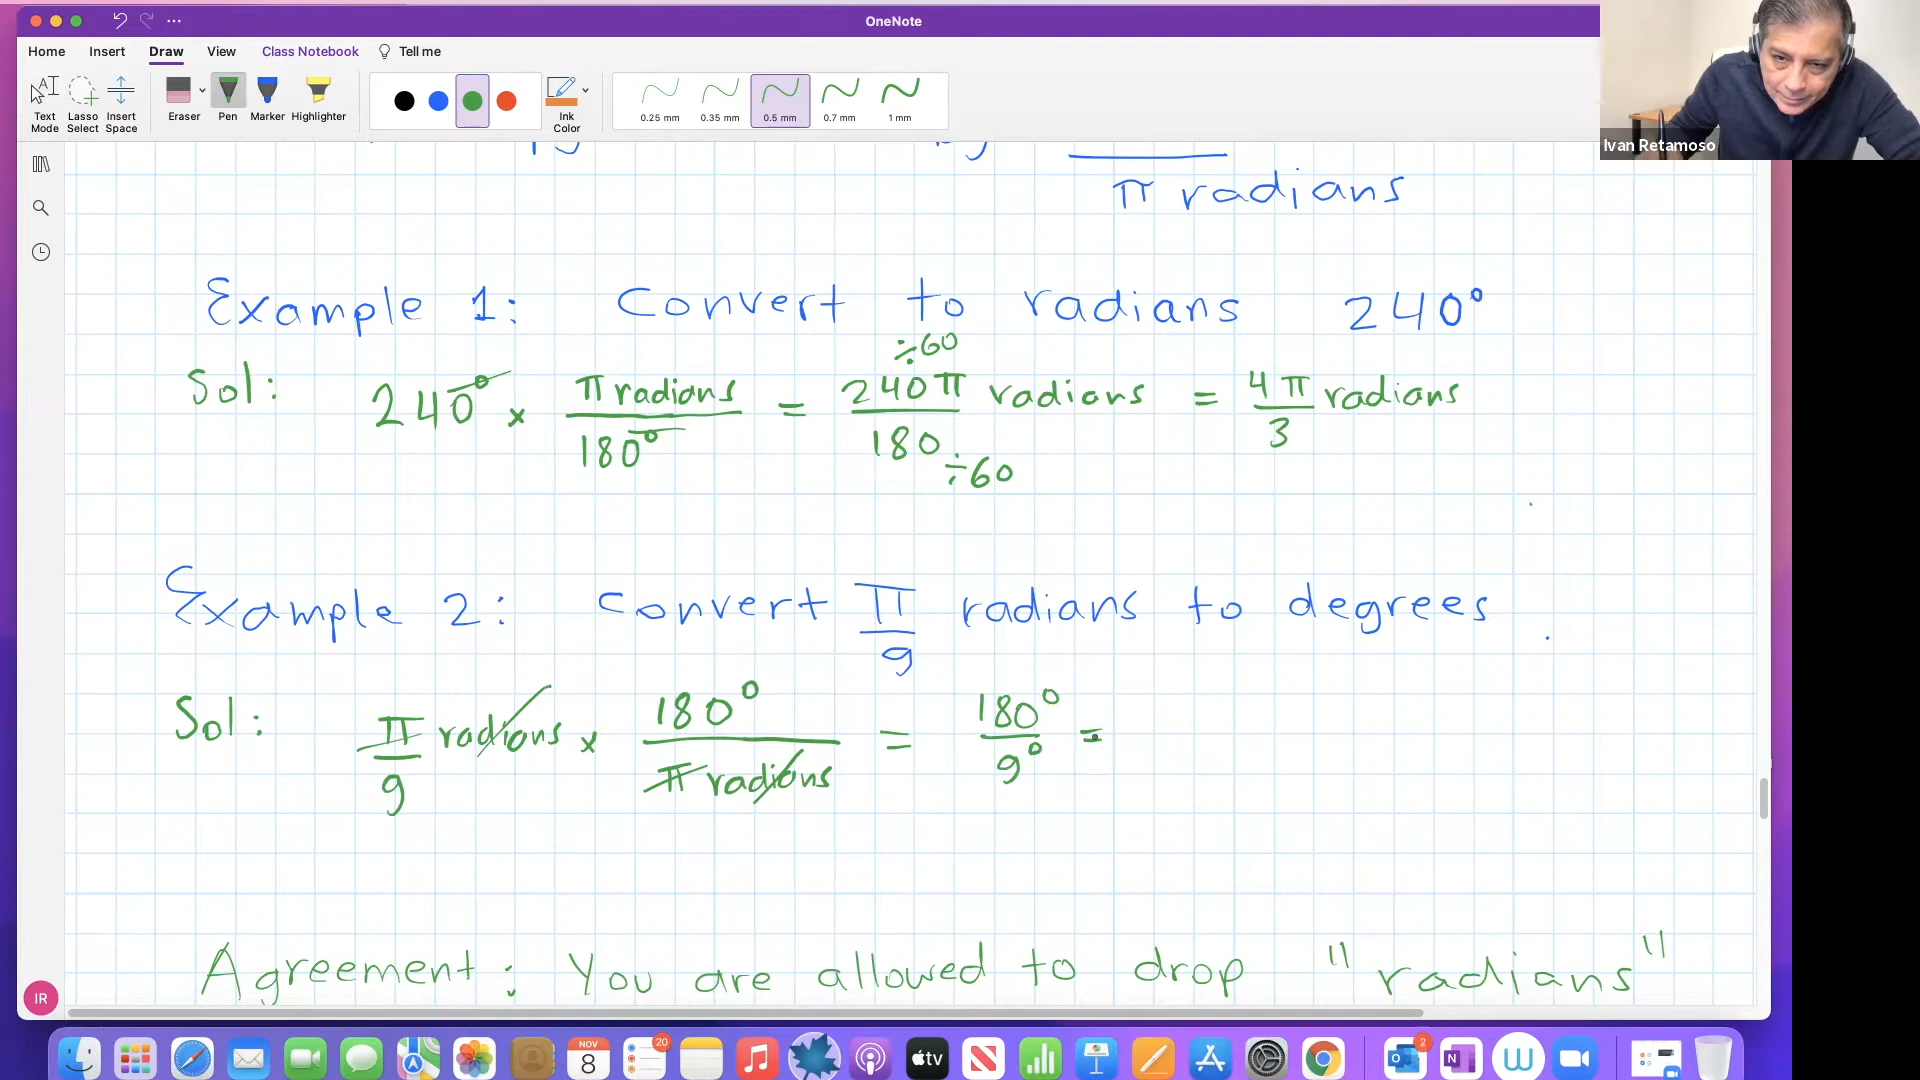 OneNote
Home Insert Draw View Class Notebook Tell me
Text Mode Lasso Select Insert Space Eraser Pen Marker Highlighter Ink Color 0.25 mm 0.35 mm 0.5 mm 0.7 mm 1 mm
Ivan Retamoso
π radians
Example 1: Convert to radians 240°
÷60
Sol: 240° × π radians / 180° = 240π / 180 radians = 4π / 3 radians
÷60
Example 2: Convert π / 9 radians to degrees .
Sol: π / 9 radians × 180° / π radians = 180° / 9° =
Agreement: You are allowed to drop "radians"
IR
NOV
8
20
tv
2